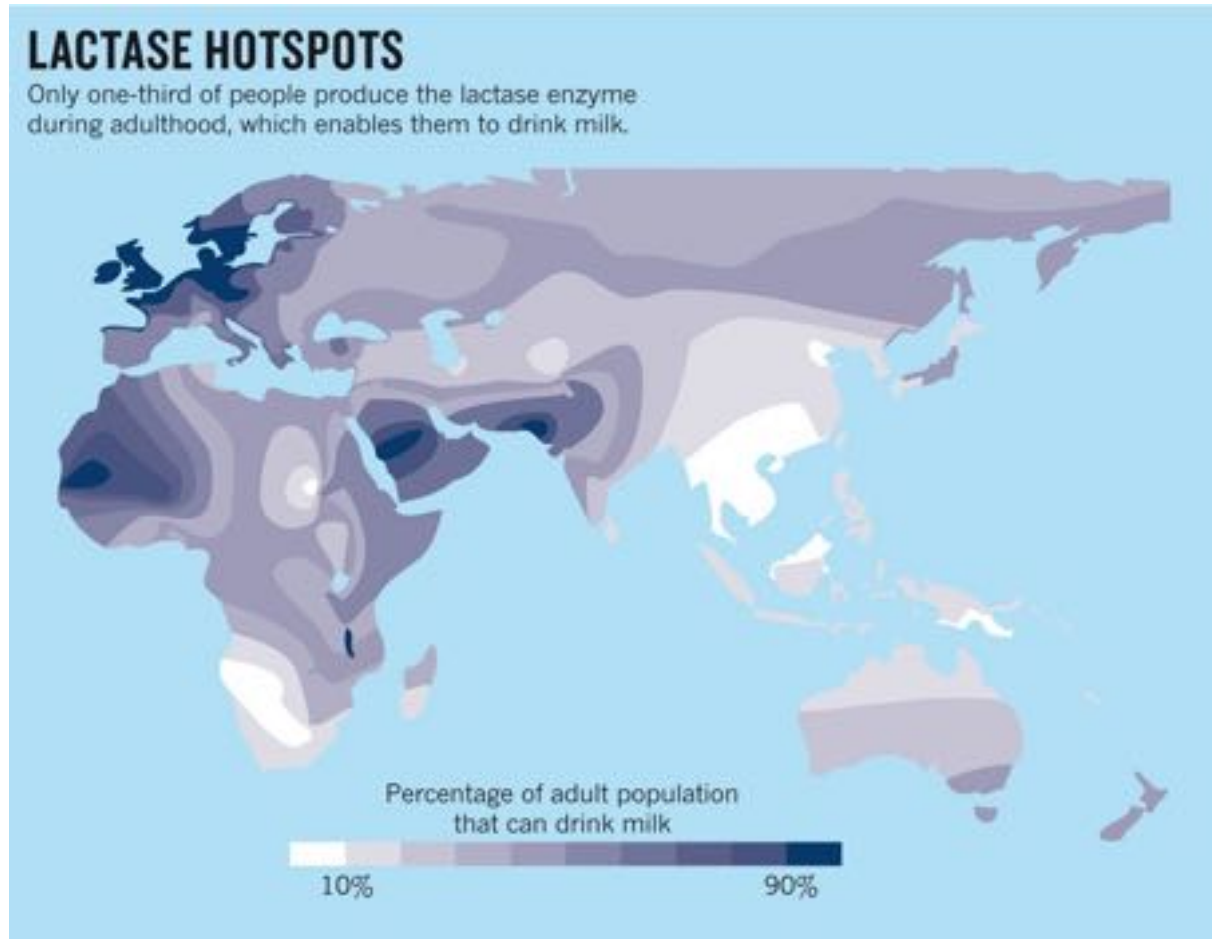 LACTASE HOTSPOTS
Only one-third of people produce the lactase enzyme
during adulthood, which enables them to drink milk.
Percentage of adult population
that can drink milk
10% 90%